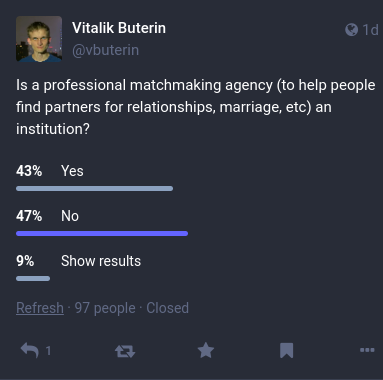 Vitalik Buterin
1d
@vbuterin
Is a professional matchmaking agency (to help people
find partners for relationships, marriage, etc) an
institution?
43% Yes
47% No
9% Show results
Refresh · 97 people · Closed
1